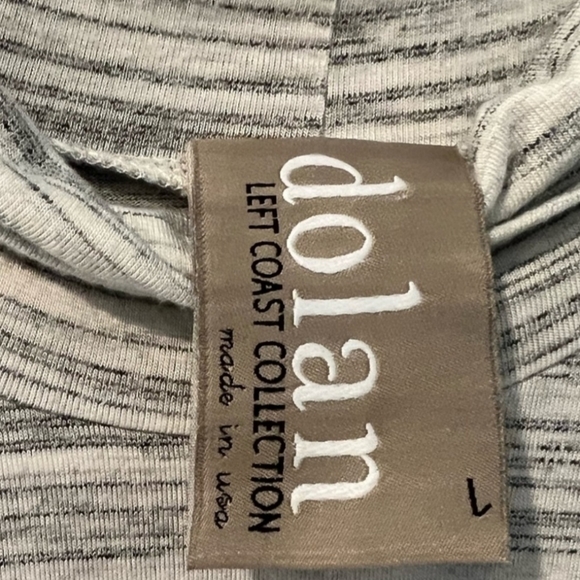 dolan
LEFT COAST COLLECTION
made in usa
L